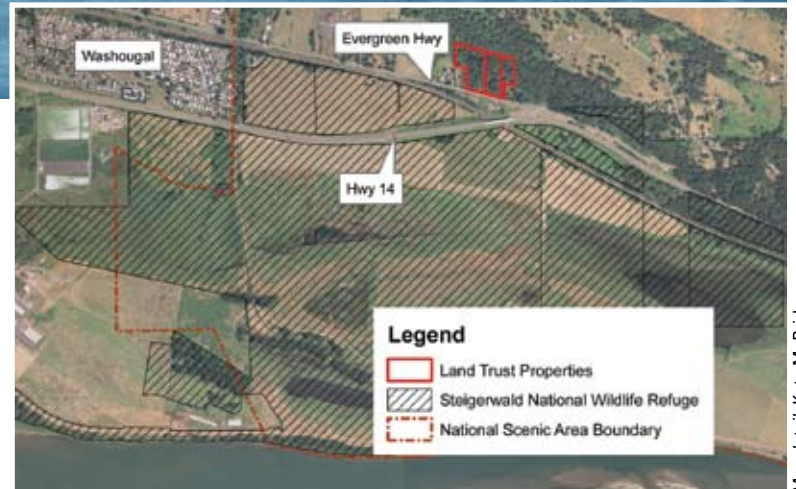 Evergreen Hwy
Washougal
Hwy 14
Legend
Land Trust Properties
Steigerwald National Wildlife Refuge
National Scenic Area Boundary